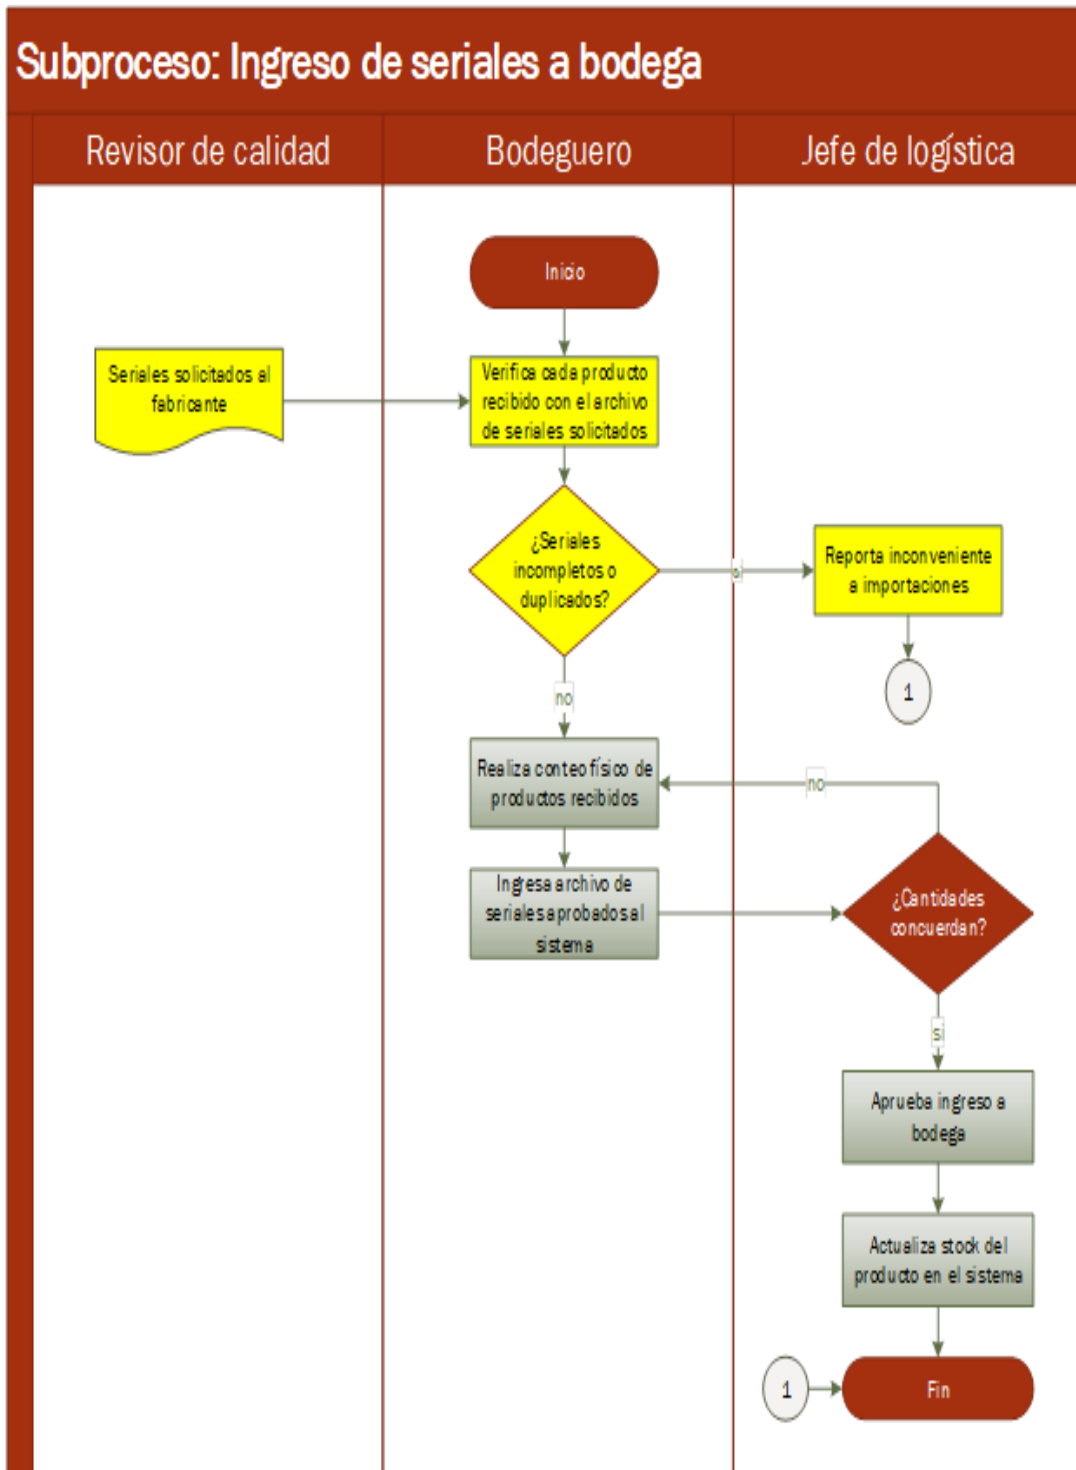 Subproceso: Ingreso de seriales a bodega
Revisor de calidad
Bodeguero
Jefe de logística
Inicio
Seriales solicitados al
fabricante
Verifica cada producto
recibido con el archivo
de seriales solicitados
¿Seriales
incompletos o
duplicados?
si
Reporta inconveniente
a importaciones
1
no
Realiza conteo físico de
productos recibidos
no
Ingresa archivo de
seriales aprobados al
sistema
¿Cantidades
concuerdan?
si
Aprueba ingreso a
bodega
Actualiza stock del
producto en el sistema
1
Fin